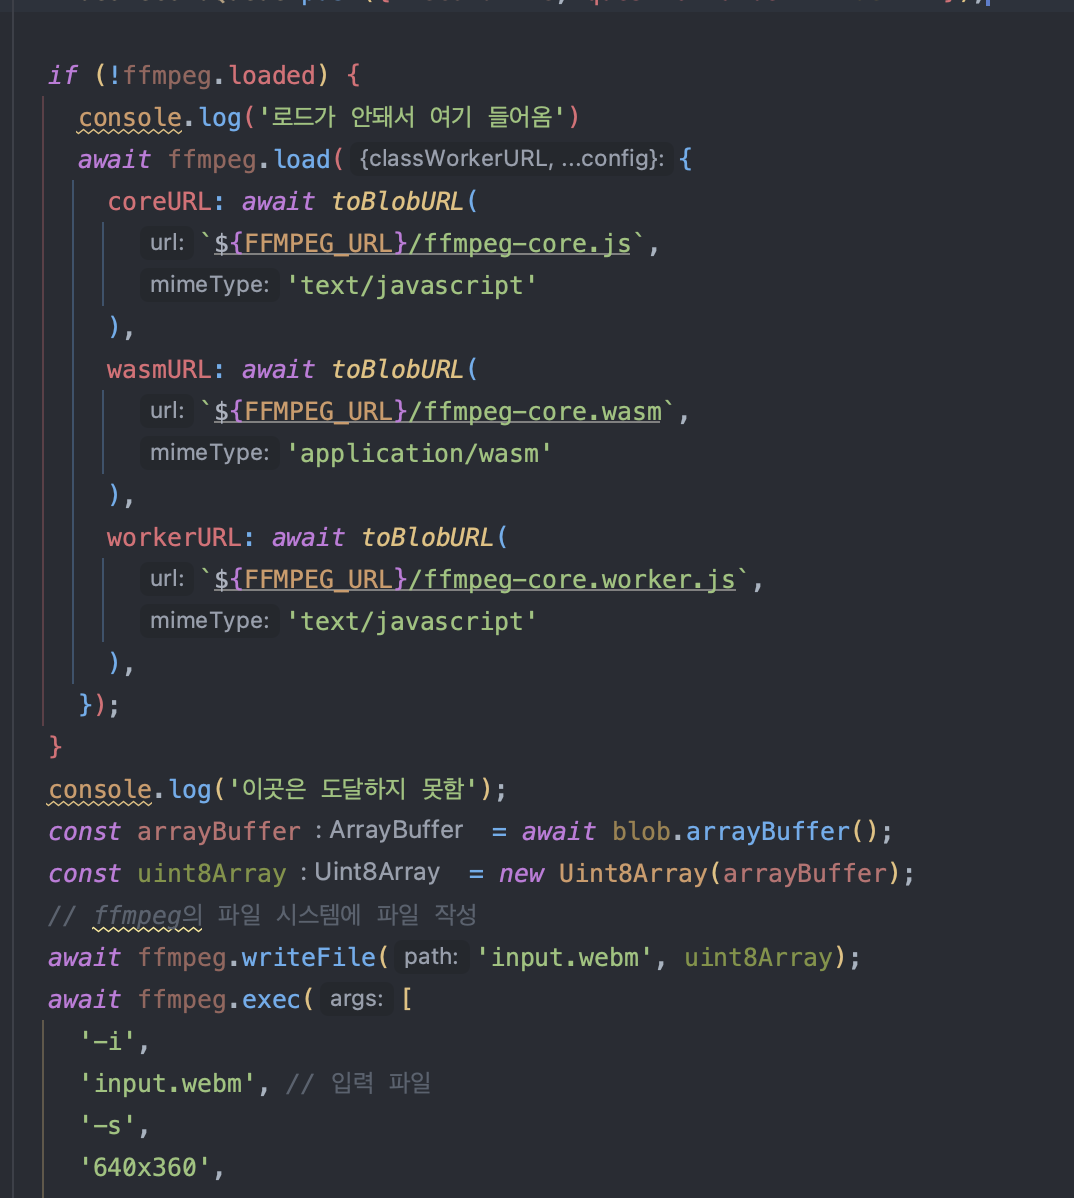 if (!ffmpeg.loaded) {
console.log('로드가 안돼서 여기 들어옴')
await ffmpeg.load( {classWorkerURL, ...config}: {
coreURL: await toBlobURL(
url: `${FFMPEG_URL}/ffmpeg-core.js`,
mimeType: 'text/javascript'
),
wasmURL: await toBlobURL(
url: `${FFMPEG_URL}/ffmpeg-core.wasm`,
mimeType: 'application/wasm'
),
workerURL: await toBlobURL(
url: `${FFMPEG_URL}/ffmpeg-core.worker.js`,
mimeType: 'text/javascript'
),
});
}
console.log('이곳은 도달하지 못함');
const arrayBuffer : ArrayBuffer = await blob.arrayBuffer();
const uint8Array : Uint8Array = new Uint8Array(arrayBuffer);
// ffmpeg의 파일 시스템에 파일 작성
await ffmpeg.writeFile( path: 'input.webm', uint8Array);
await ffmpeg.exec( args: [
'-i',
'input.webm', // 입력 파일
'-s',
'640x360',